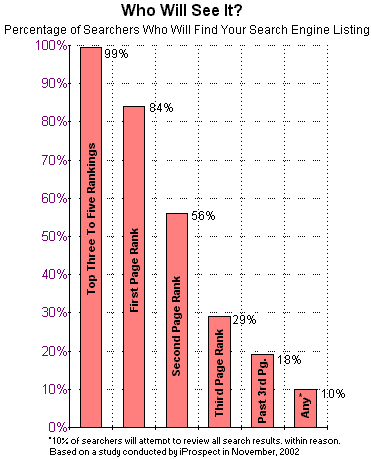 Who Will See It?
Percentage of Searchers Who Will Find Your Search Engine Listing
100%
90%
80%
70%
60%
50%
40%
30%
20%
10%
0%
99%
84%
56%
29%
18%
10%
Top Three To Five Rankings
First Page Rank
Second Page Rank
Third Page Rank
Past 3rd Pg.
Any*
*10% of searchers will attempt to review all search results. within reason.
Based on a study conducted by iProspect in November, 2002